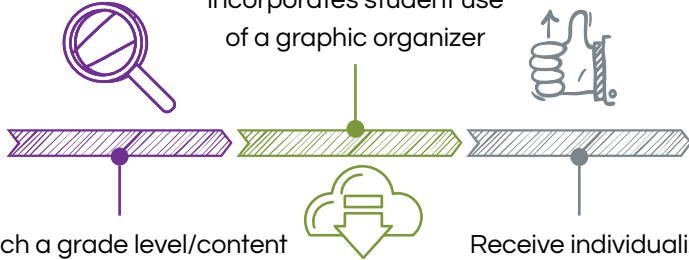 incorporates student use
of a graphic organizer
ch a grade level/content
Receive individuali